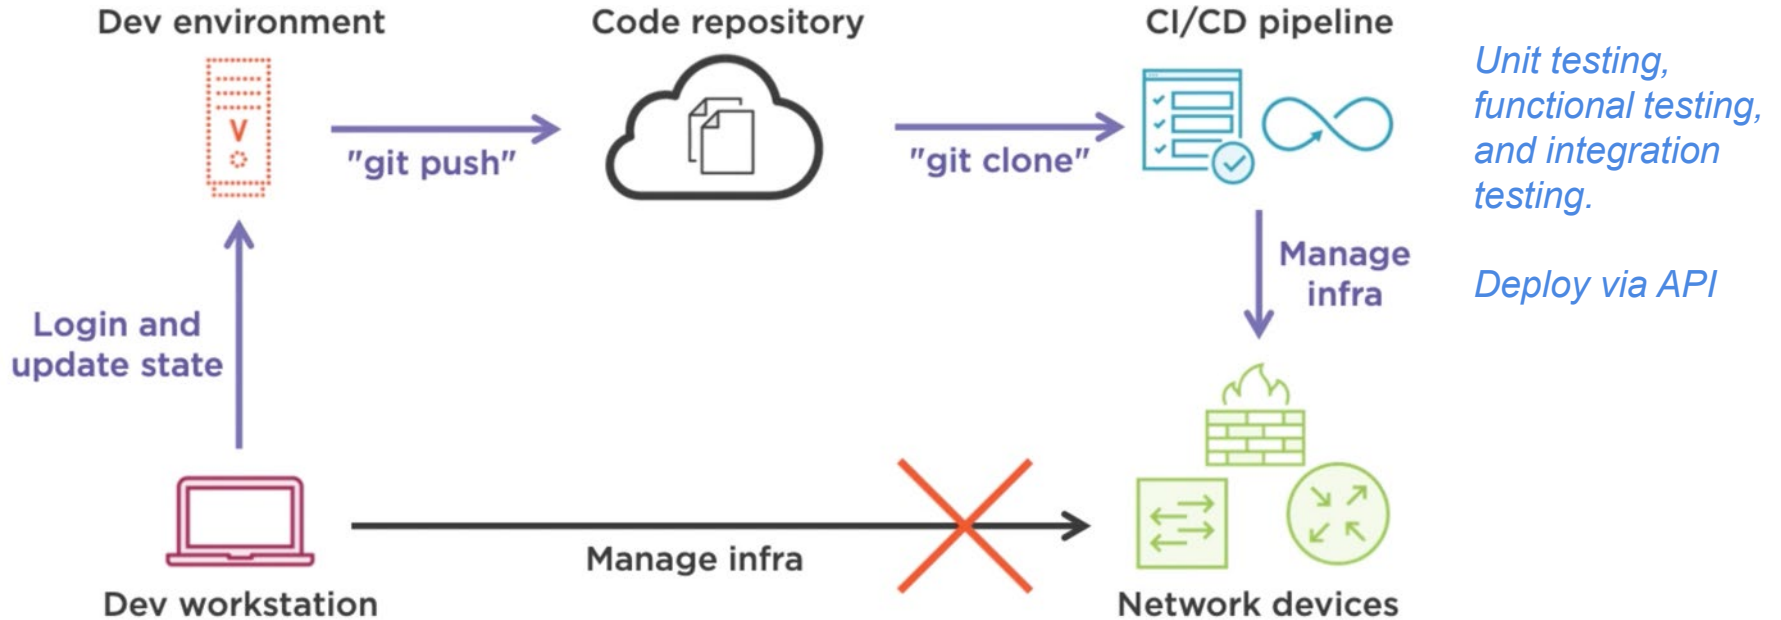 Dev environment
Code repository
CI/CD pipeline
Unit testing,
functional testing,
and integration
testing.
V
"git push"
"git clone"
Manage
infra
Deploy via API
Login and
update state
Manage infra
Dev workstation
Network devices